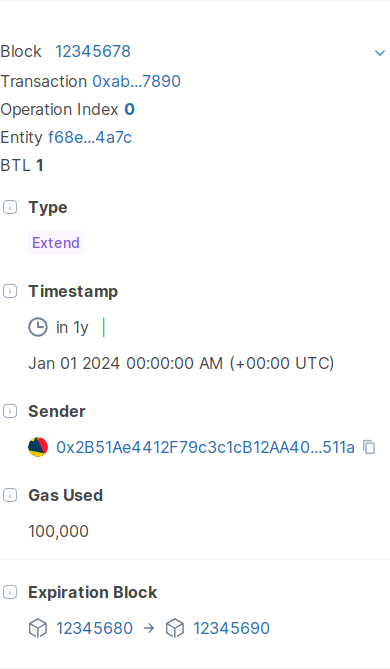 Block 12345678
Transaction 0xab...7890
Operation Index 0
Entity f68e...4a7c
BTL 1
Type
Extend
Timestamp
in 1y |
Jan 01 2024 00:00:00 AM (+00:00 UTC)
Sender
0x2B51Ae4412F79c3c1cB12AA40...511a
Gas Used
100,000
Expiration Block
12345680 → 12345690